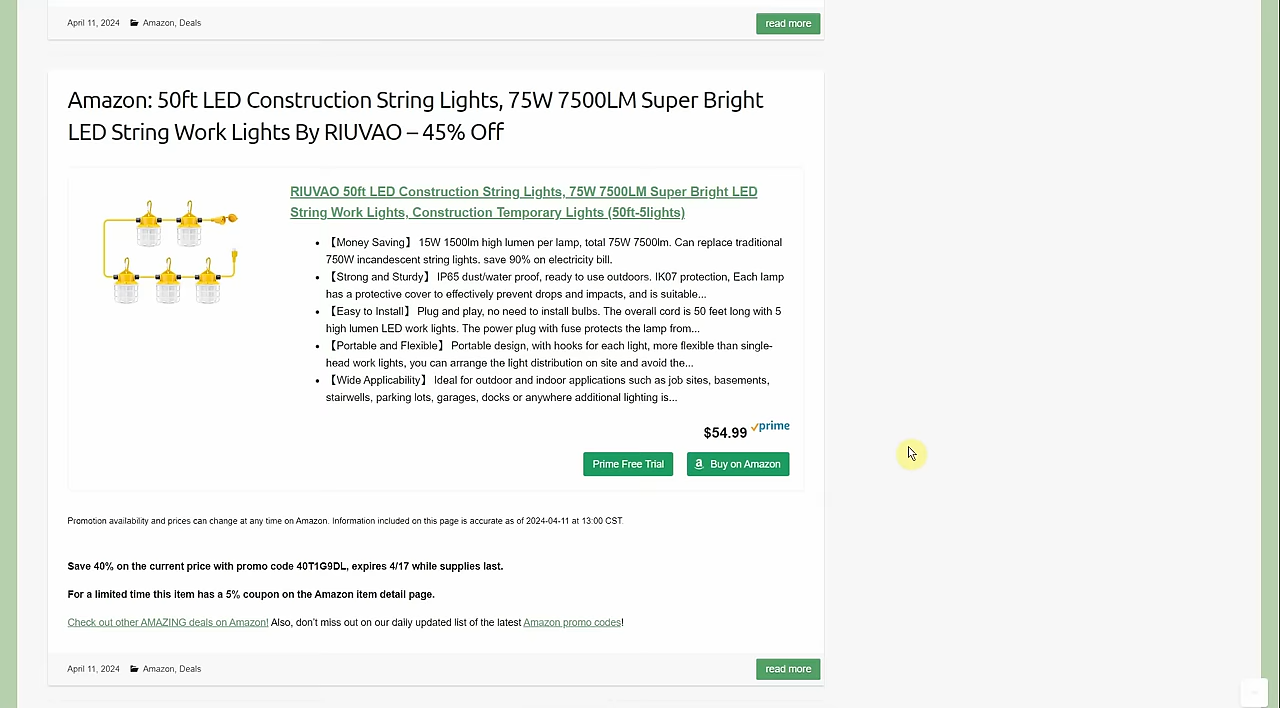 April 11, 2024 Amazon, Deals
read more
Amazon: 50ft LED Construction String Lights, 75W 7500LM Super Bright
LED String Work Lights By RIUVAO – 45% Off
RIUVAO 50ft LED Construction String Lights, 75W 7500LM Super Bright LED
String Work Lights, Construction Temporary Lights (50ft-5lights)
• 【Money Saving】 15W 1500lm high lumen per lamp, total 75W 7500lm. Can replace traditional
750W incandescent string lights. save 90% on electricity bill.
• 【Strong and Sturdy】 IP65 dust/water proof, ready to use outdoors. IK07 protection, Each lamp
has a protective cover to effectively prevent drops and impacts, and is suitable...
• 【Easy to Install】 Plug and play, no need to install bulbs. The overall cord is 50 feet long with 5
high lumen LED work lights. The power plug with fuse protects the lamp from...
• 【Portable and Flexible】 Portable design, with hooks for each light, more flexible than single-
head work lights, you can arrange the light distribution on site and avoid the...
• 【Wide Applicability】 Ideal for outdoor and indoor applications such as job sites, basements,
stairwells, parking lots, garages, docks or anywhere additional lighting is...
$54.99 prime
Prime Free Trial
a Buy on Amazon
Promotion availability and prices can change at any time on Amazon. Information included on this page is accurate as of 2024-04-11 at 13:00 CST.
Save 40% on the current price with promo code 40T1G9DL, expires 4/17 while supplies last.
For a limited time this item has a 5% coupon on the Amazon item detail page.
Check out other AMAZING deals on Amazon! Also, don't miss out on our daily updated list of the latest Amazon promo codes!
April 11, 2024 Amazon, Deals
read more